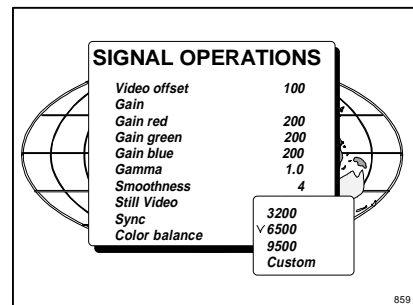 SIGNAL OPERATIONS
Video offset 100
Gain
Gain red 200
Gain green 200
Gain blue 200
Gamma 1.0
Smoothness 4
Still Video
Sync
Color balance
3200
✓6500
9500
Custom
859